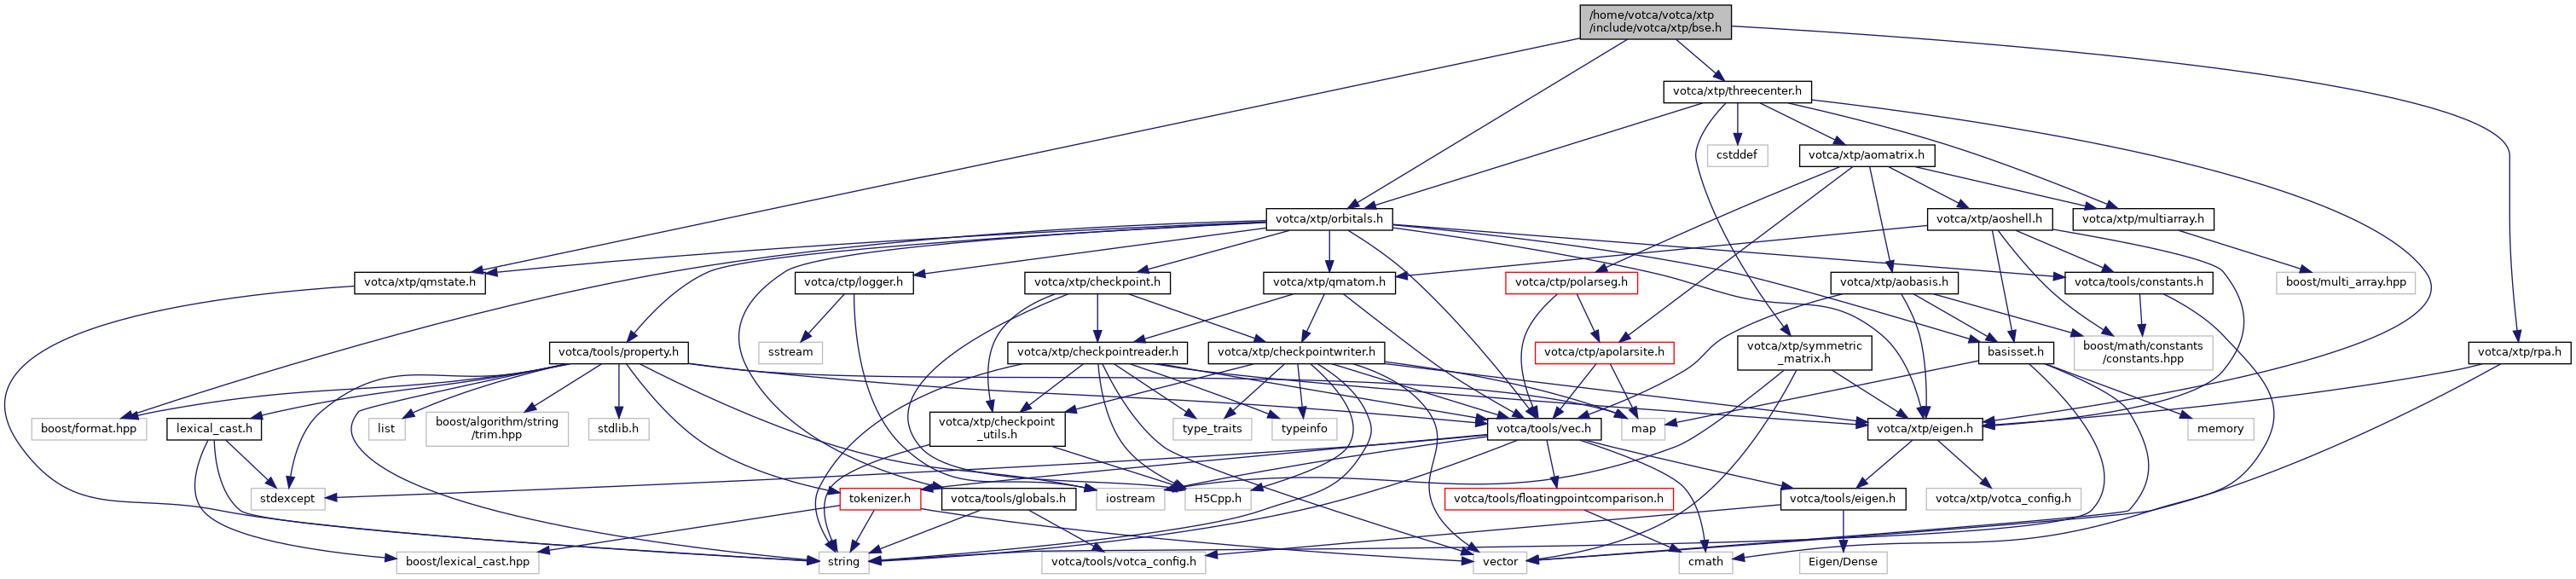 /home/votca/votca/xtp
/include/votca/xtp/bse.h
votca/xtp/threecenter.h
cstddef
votca/xtp/aomatrix.h
votca/xtp/orbitals.h
votca/xtp/aoshell.h
votca/xtp/multiarray.h
votca/xtp/qmstate.h
votca/ctp/logger.h
votca/xtp/checkpoint.h
votca/xtp/qmatom.h
votca/ctp/polarseg.h
votca/xtp/aobasis.h
votca/tools/constants.h
boost/multi_array.hpp
votca/tools/property.h
sstream
votca/xtp/checkpointreader.h
votca/xtp/checkpointwriter.h
votca/ctp/apolarsite.h
votca/xtp/symmetric
_matrix.h
basisset.h
boost/math/constants
/constants.hpp
votca/xtp/rpa.h
boost/format.hpp
lexical_cast.h
list
boost/algorithm/string
/trim.hpp
stdlib.h
votca/xtp/checkpoint
_utils.h
type_traits
typeinfo
votca/tools/vec.h
map
votca/xtp/eigen.h
memory
stdexcept
tokenizer.h
votca/tools/globals.h
iostream
H5Cpp.h
votca/tools/floatingpointcomparison.h
votca/tools/eigen.h
votca/xtp/votca_config.h
boost/lexical_cast.hpp
string
votca/tools/votca_config.h
vector
cmath
Eigen/Dense